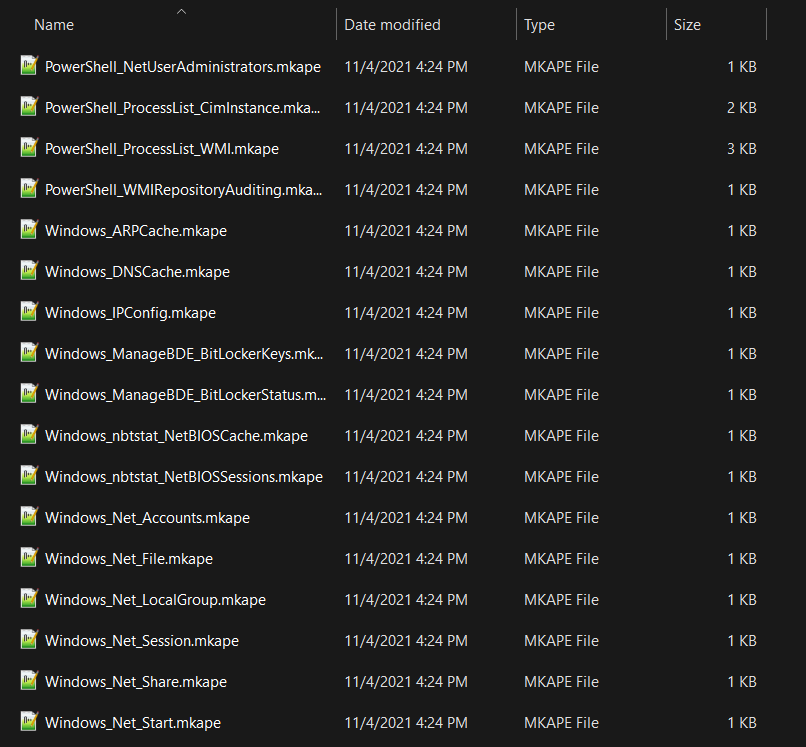 Name Date modified Type Size
PowerShell_NetUserAdministrators.mkape 11/4/2021 4:24 PM MKAPE File 1 KB
PowerShell_ProcessList_CimInstance.mka... 11/4/2021 4:24 PM MKAPE File 2 KB
PowerShell_ProcessList_WMI.mkape 11/4/2021 4:24 PM MKAPE File 3 KB
PowerShell_WMIRepositoryAuditing.mka... 11/4/2021 4:24 PM MKAPE File 1 KB
Windows_ARPCache.mkape 11/4/2021 4:24 PM MKAPE File 1 KB
Windows_DNSCache.mkape 11/4/2021 4:24 PM MKAPE File 1 KB
Windows_IPConfig.mkape 11/4/2021 4:24 PM MKAPE File 1 KB
Windows_ManageBDE_BitLockerKeys.mk... 11/4/2021 4:24 PM MKAPE File 1 KB
Windows_ManageBDE_BitLockerStatus.m... 11/4/2021 4:24 PM MKAPE File 1 KB
Windows_nbtstat_NetBIOSCache.mkape 11/4/2021 4:24 PM MKAPE File 1 KB
Windows_nbtstat_NetBIOSSessions.mkape 11/4/2021 4:24 PM MKAPE File 1 KB
Windows_Net_Accounts.mkape 11/4/2021 4:24 PM MKAPE File 1 KB
Windows_Net_File.mkape 11/4/2021 4:24 PM MKAPE File 1 KB
Windows_Net_LocalGroup.mkape 11/4/2021 4:24 PM MKAPE File 1 KB
Windows_Net_Session.mkape 11/4/2021 4:24 PM MKAPE File 1 KB
Windows_Net_Share.mkape 11/4/2021 4:24 PM MKAPE File 1 KB
Windows_Net_Start.mkape 11/4/2021 4:24 PM MKAPE File 1 KB